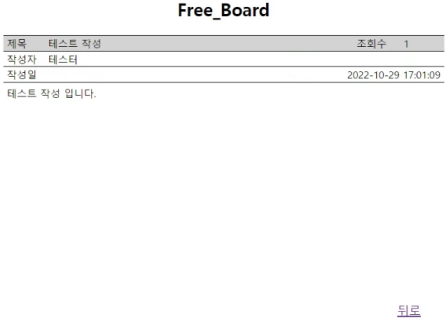 Free_Board
제목 테스트 작성 조회수 1
작성자 테스터
작성일 2022-10-29 17:01:09
테스트 작성 입니다.
뒤로